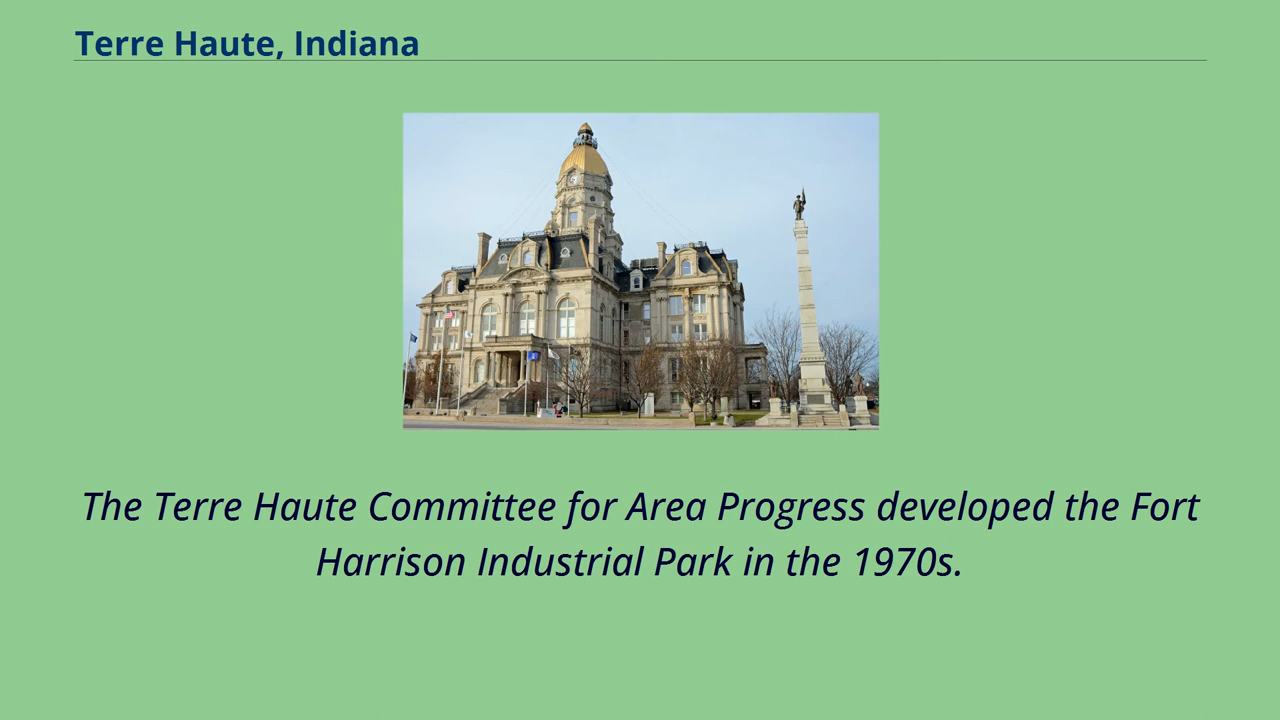 Terre Haute, Indiana
The Terre Haute Committee for Area Progress developed the Fort
Harrison Industrial Park in the 1970s.